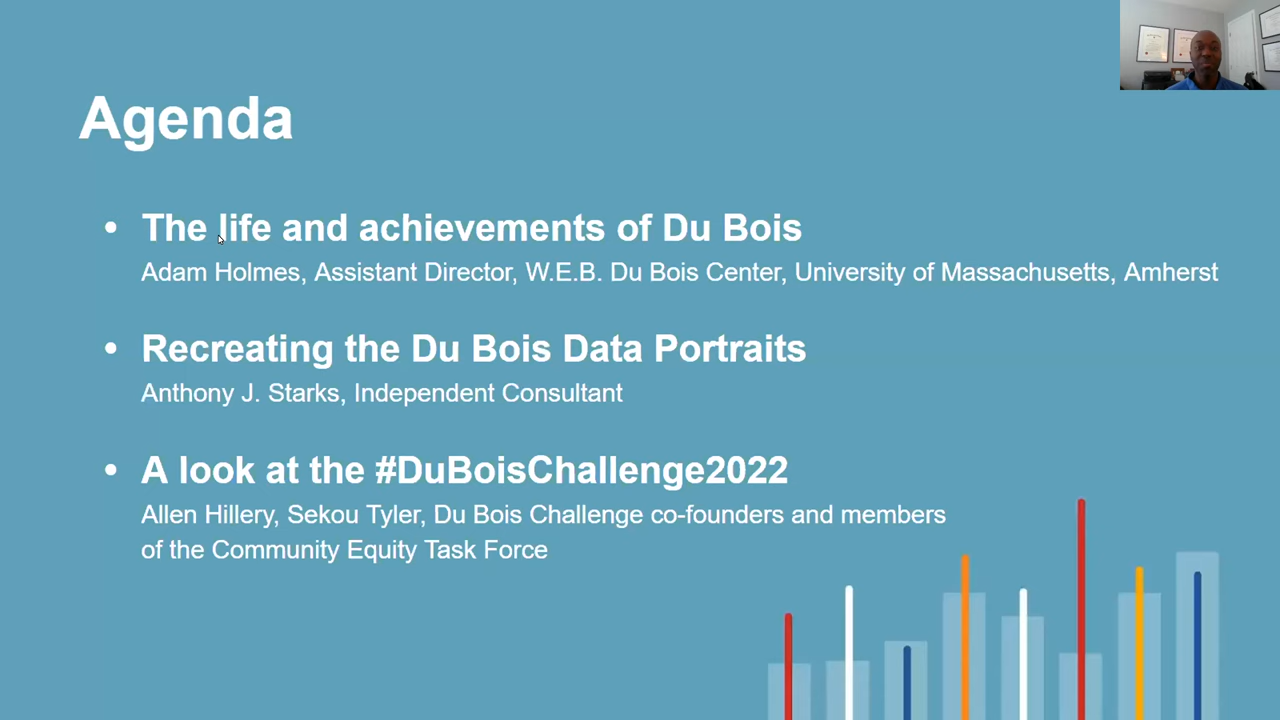 Agenda
• The life and achievements of Du Bois
Adam Holmes, Assistant Director, W.E.B. Du Bois Center, University of Massachusetts, Amherst
• Recreating the Du Bois Data Portraits
Anthony J. Starks, Independent Consultant
• A look at the #DuBoisChallenge2022
Allen Hillery, Sekou Tyler, Du Bois Challenge co-founders and members
of the Community Equity Task Force